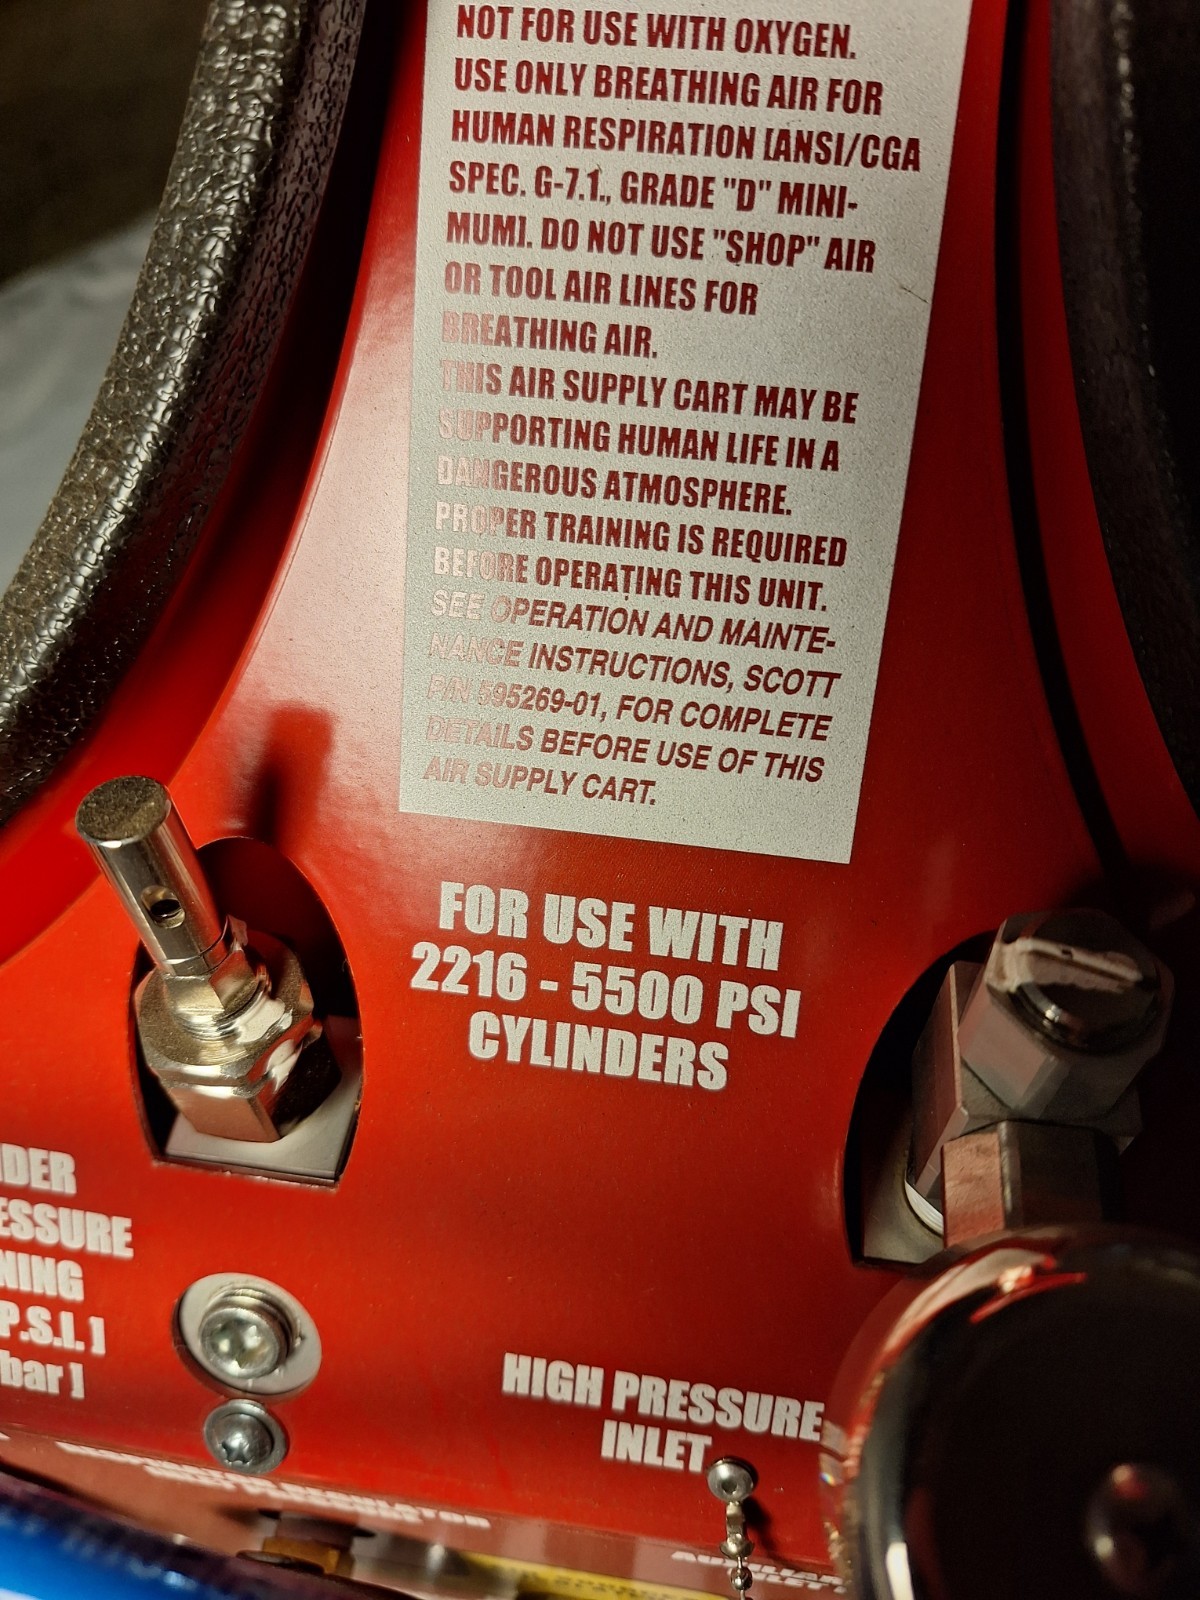 NOT FOR USE WITH OXYGEN.
USE ONLY BREATHING AIR FOR
HUMAN RESPIRATION [ANSI/CGA
SPEC. G-7.1., GRADE "D" MINI-
MUM]. DO NOT USE "SHOP" AIR
OR TOOL AIR LINES FOR
BREATHING AIR.
THIS AIR SUPPLY CART MAY BE
SUPPORTING HUMAN LIFE IN A
DANGEROUS ATMOSPHERE.
PROPER TRAINING IS REQUIRED
BEFORE OPERATING THIS UNIT.
SEE OPERATION AND MAINTE-
NANCE INSTRUCTIONS, SCOTT
P/N 595269-01, FOR COMPLETE
DETAILS BEFORE USE OF THIS
AIR SUPPLY CART.
FOR USE WITH
2216 - 5500 PSI
CYLINDERS
DER
ESSURE
NING
P.S.I. ]
bar ]
HIGH PRESSURE
INLET